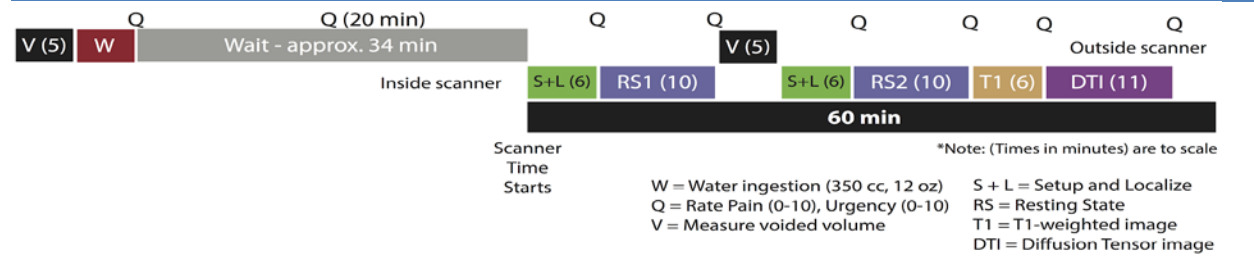 Q Q (20 min) Q Q Q Q Q Q
V (5) W Wait - approx. 34 min V (5) Outside scanner
Inside scanner S+L (6) RS1 (10) S+L (6) RS2 (10) T1 (6) DTI (11)
60 min
Scanner
Time
Starts
*Note: (Times in minutes) are to scale
W = Water ingestion (350 cc, 12 oz)
Q = Rate Pain (0-10), Urgency (0-10)
V = Measure voided volume
S + L = Setup and Localize
RS = Resting State
T1 = T1-weighted image
DTI = Diffusion Tensor image